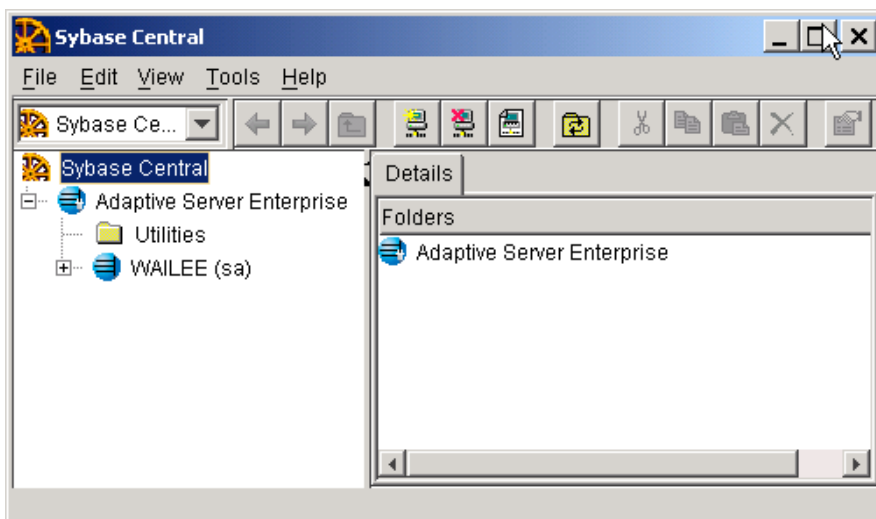 Sybase Central
File Edit View Tools Help
Sybase Ce...
Sybase Central
Adaptive Server Enterprise
Utilities
WAILEE (sa)
Details
Folders
Adaptive Server Enterprise